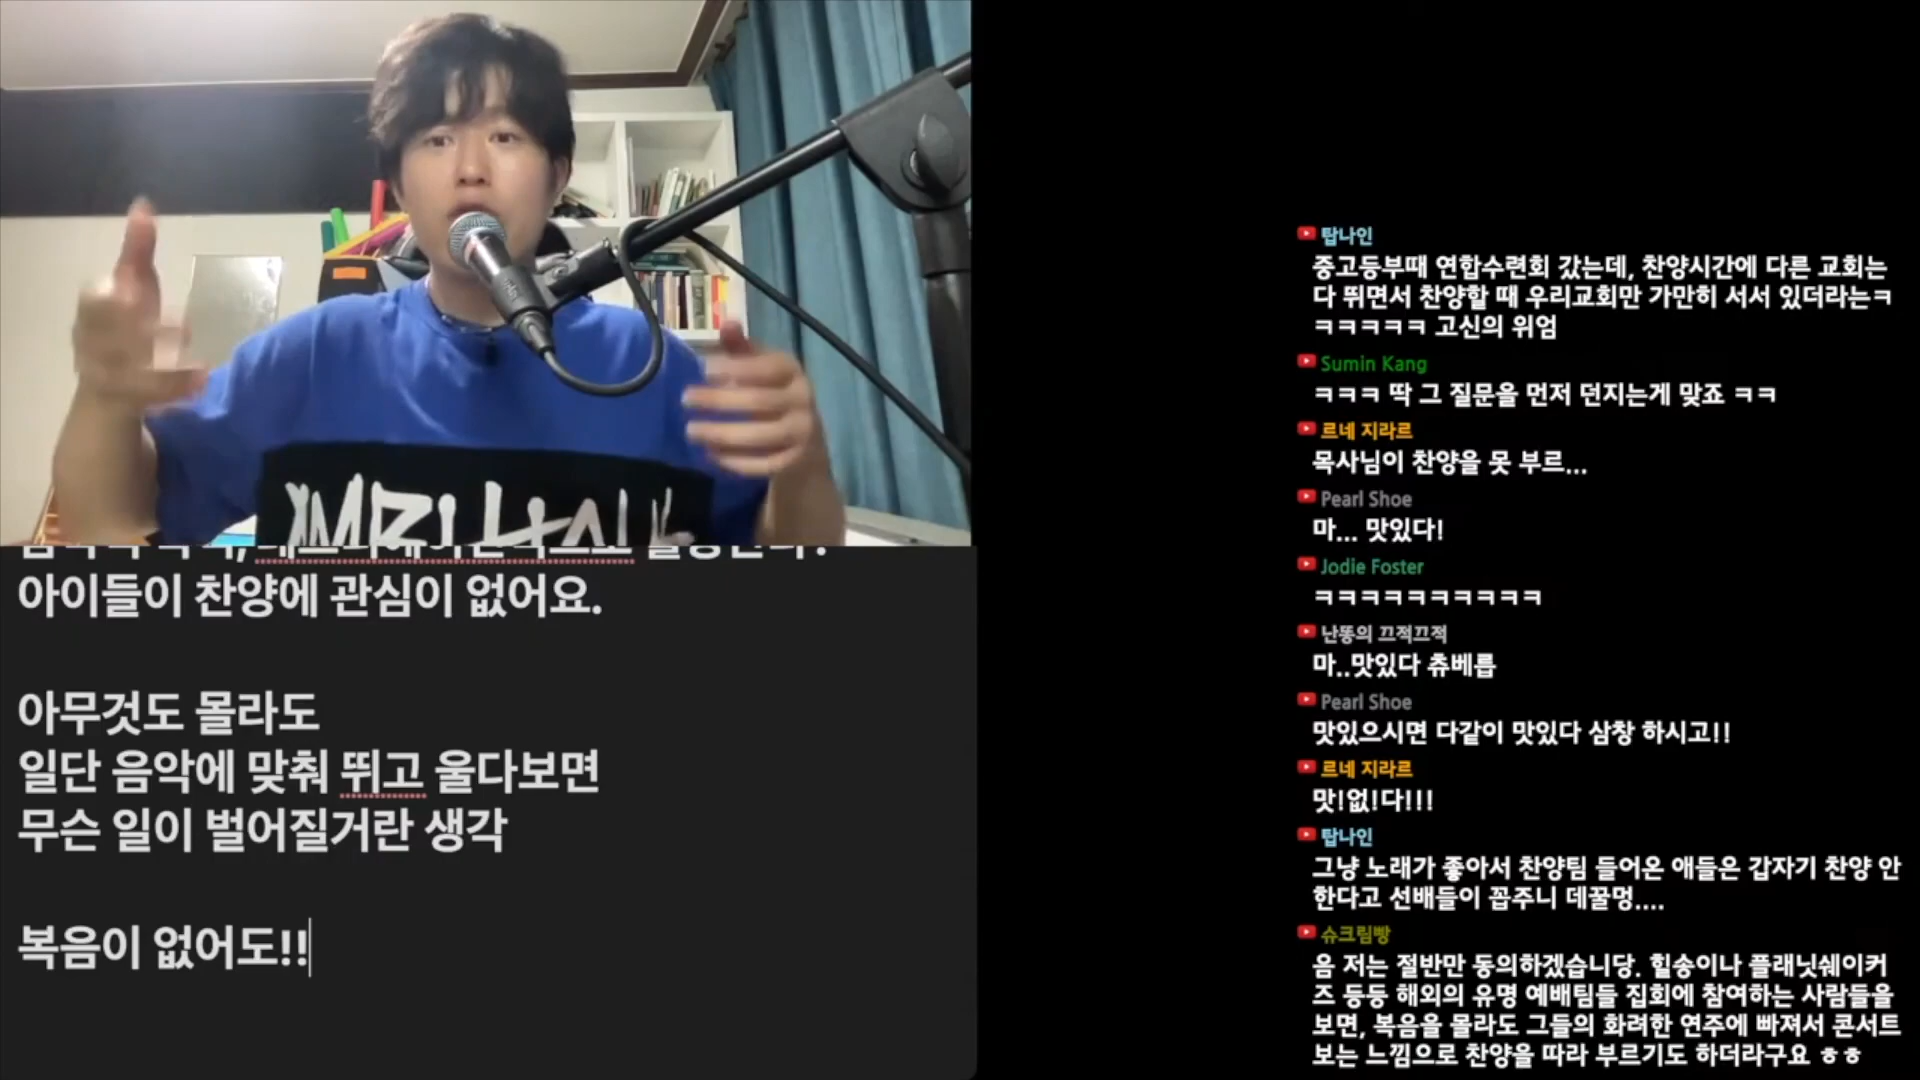 아이들이 찬양에 관심이 없어요.
아무것도 몰라도
일단 음악에 맞춰 뛰고 울다보면
무슨 일이 벌어질거란 생각
복음이 없어도!!
탑나인
중고등부때 연합수련회 갔는데, 찬양시간에 다른 교회는
다 뛰면서 찬양할 때 우리교회만 가만히 서서 있더라는ㅋ
ㅋㅋㅋㅋㅋ 고신의 위엄
Sumin Kang
ㅋㅋㅋ 딱 그 질문을 먼저 던지는게 맞죠 ㅋㅋ
르네 지라르
목사님이 찬양을 못 부르...
Pearl Shoe
마... 맛있다!
Jodie Foster
ㅋㅋㅋㅋㅋㅋㅋㅋㅋㅋ
난똥의 끄적끄적
마..맛있다 츄베릅
Pearl Shoe
맛있으시면 다같이 맛있다 삼창 하시고!!
르네 지라르
맛!없!다!!!
탑나인
그냥 노래가 좋아서 찬양팀 들어온 애들은 갑자기 찬양 안
한다고 선배들이 꼽주니 데꿀멍....
슈크림빵
음 저는 절반만 동의하겠습니당. 힐송이나 플래닛쉐이커
즈 등등 해외의 유명 예배팀들 집회에 참여하는 사람들을
보면, 복음을 몰라도 그들의 화려한 연주에 빠져서 콘서트
보는 느낌으로 찬양을 따라 부르기도 하더라구요 ㅎㅎ